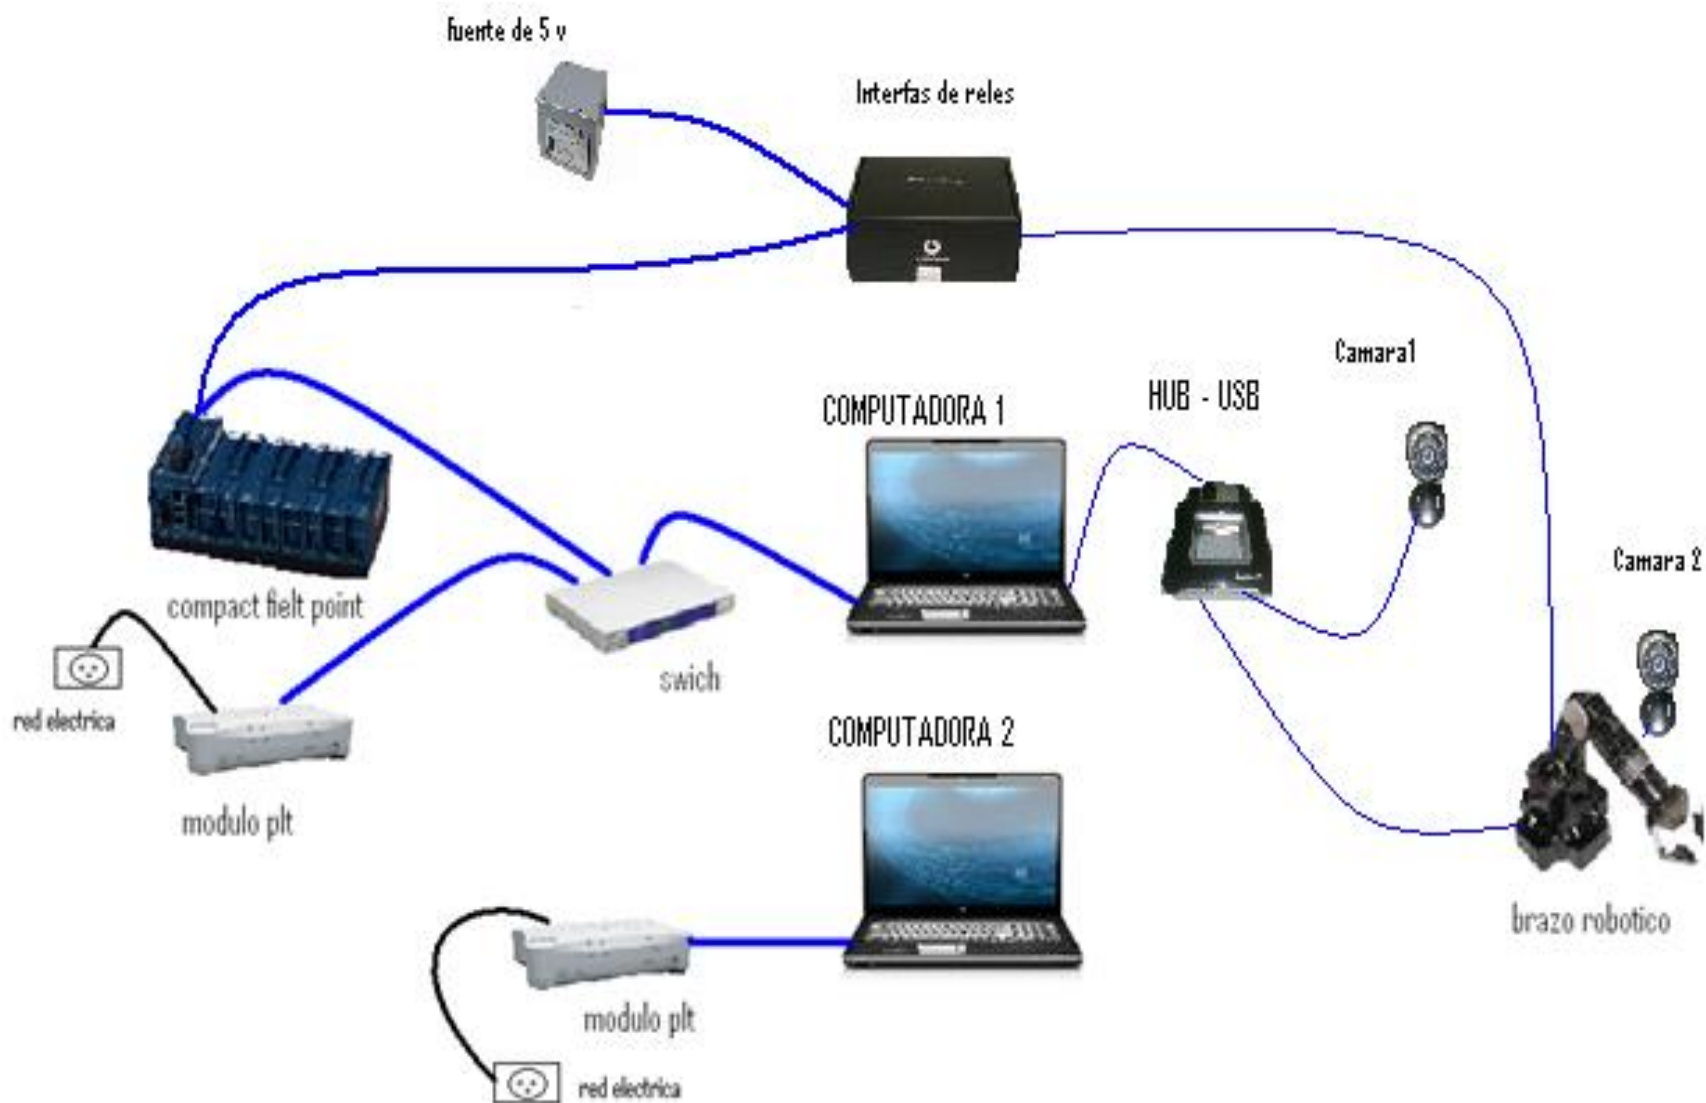 fuente de 5 v
Interfas de reles
Camara1
COMPUTADORA 1
HUB - USB
Camara 2
compact fielt point
swich
red electrica
COMPUTADORA 2
modulo plt
brazo robotico
modulo plt
red electrica